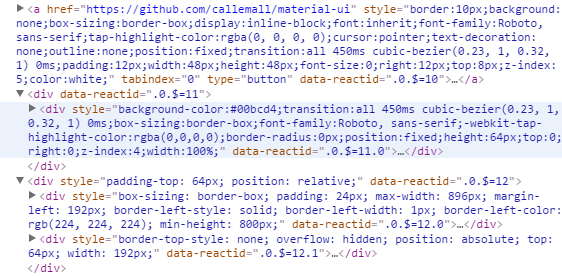 ▶<a href="https://github.com/callemall/material-ui" style="border:10px;background:
none;box-sizing:border-box;display:inline-block;font:inherit;font-family:Roboto,
sans-serif;tap-highlight-color:rgba(0, 0, 0, 0);cursor:pointer;text-decoration:
none;outline:none;position:fixed;transition:all 450ms cubic-bezier(0.23, 1, 0.32,
1) 0ms;padding:12px;width:48px;height:48px;font-size:0;right:12px;top:8px;z-index:
5;color:white;" tabindex="0" type="button" data-reactid=".0.$=10">…</a>
▼<div data-reactid=".0.$=11">
▶<div style="background-color:#00bcd4;transition:all 450ms cubic-bezier(0.23, 1,
0.32, 1) 0ms;box-sizing:border-box;font-family:Roboto, sans-serif;-webkit-tap-
highlight-color:rgba(0,0,0,0);border-radius:0px;position:fixed;height:64px;top:0;
right:0;z-index:4;width:100%;" data-reactid=".0.$=11.0">…</div>
</div>
▼<div style="padding-top: 64px; position: relative;" data-reactid=".0.$=12">
▶<div style="box-sizing: border-box; padding: 24px; max-width: 896px; margin-
left: 192px; border-left-style: solid; border-left-width: 1px; border-left-color:
rgb(224, 224, 224); min-height: 800px;" data-reactid=".0.$=12.0">…</div>
▶<div style="border-top-style: none; overflow: hidden; position: absolute; top:
64px; width: 192px;" data-reactid=".0.$=12.1">…</div>
</div>